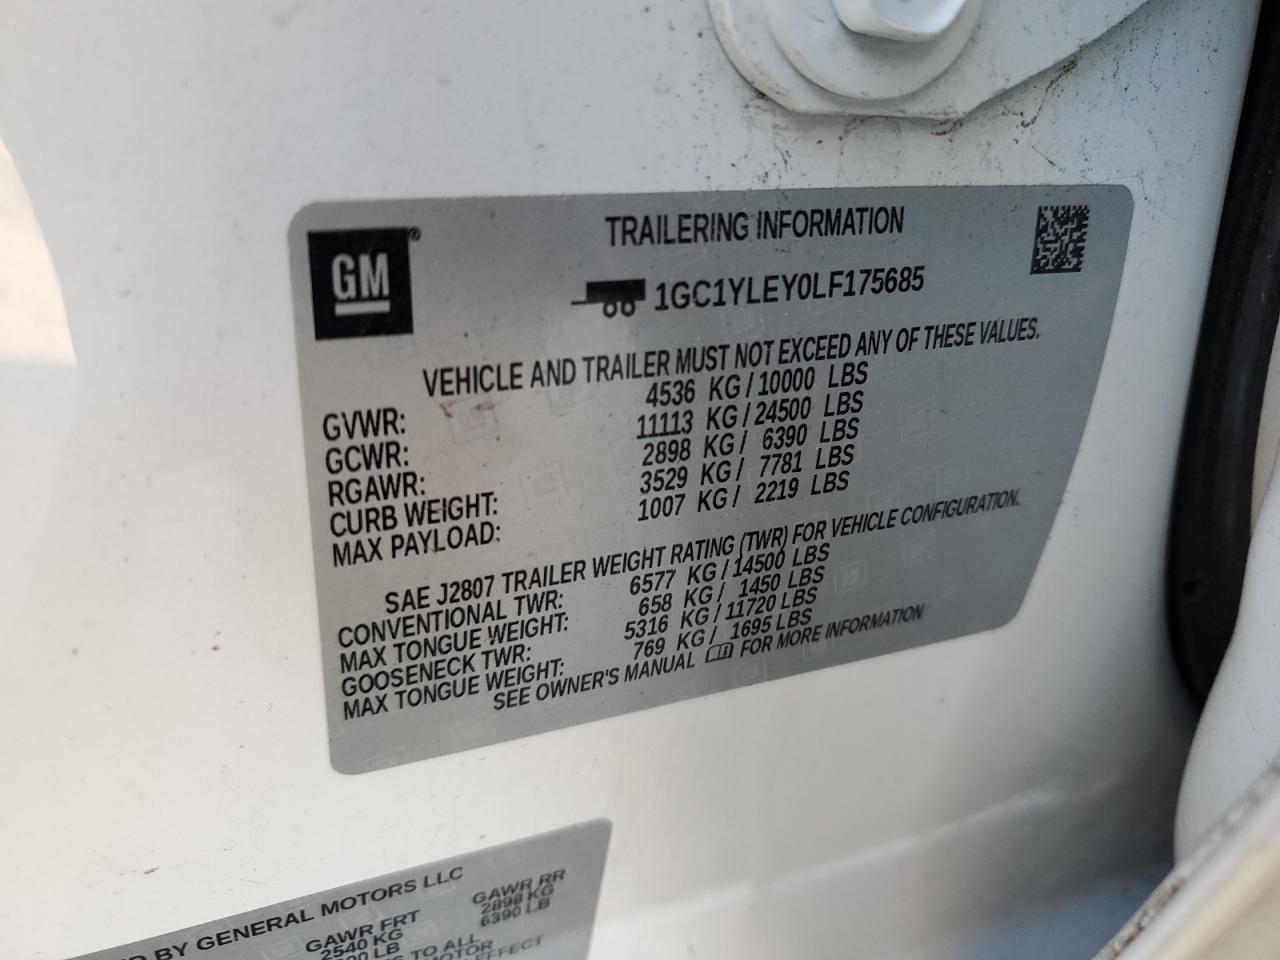 GM
®
TRAILERING INFORMATION
1GC1YLEY0LF175685
VEHICLE AND TRAILER MUST NOT EXCEED ANY OF THESE VALUES.
GVWR: 4536 KG/10000 LBS
GCWR: 11113 KG/24500 LBS
RGAWR: 2898 KG/ 6390 LBS
CURB WEIGHT: 3529 KG/ 7781 LBS
MAX PAYLOAD: 1007 KG/ 2219 LBS
SAE J2807 TRAILER WEIGHT RATING (TWR) FOR VEHICLE CONFIGURATION.
CONVENTIONAL TWR: 6577 KG/14500 LBS
MAX TONGUE WEIGHT: 658 KG/ 1450 LBS
GOOSENECK TWR: 5316 KG/11720 LBS
MAX TONGUE WEIGHT: 769 KG/ 1695 LBS
SEE OWNER'S MANUAL FOR MORE INFORMATION
BY GENERAL MOTORS LLC
GAWR FRT GAWR RR
2540 KG 2898 KG
LB 6390 LB
TO ALL
MOTOR
EFFECT